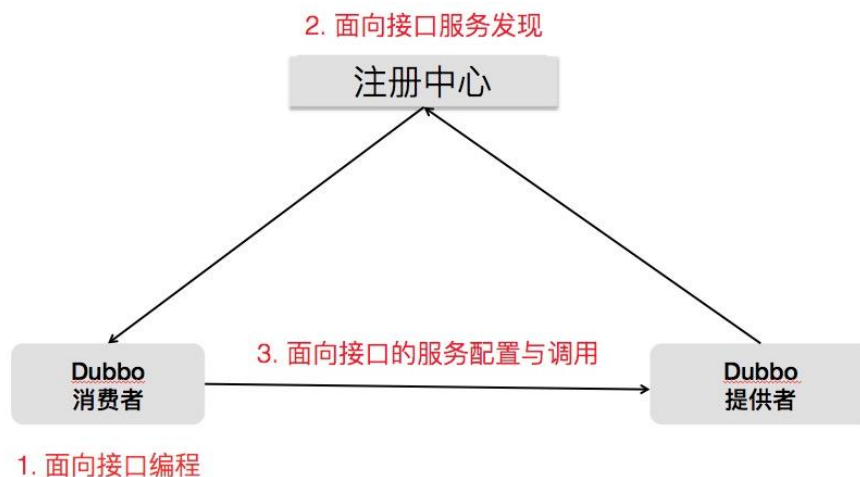 2. 面向接口服务发现
注册中心
Dubbo
消费者
3. 面向接口的服务配置与调用
Dubbo
提供者
1. 面向接口编程